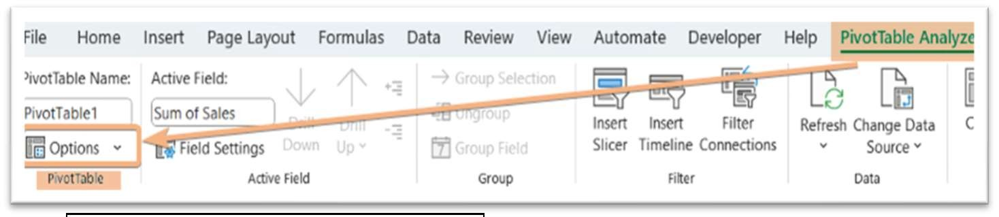 File Home Insert Page Layout Formulas Data Review View Automate Developer Help PivotTable Analyze
PivotTable Name:
PivotTable1
Options
PivotTable
Active Field:
Sum of Sales
Field Settings
Drill Down
Drill Up
Active Field
Group Selection
Ungroup
7 Group Field
Group
Insert Slicer
Insert Timeline
Filter Connections
Filter
Refresh
Change Data Source
Data